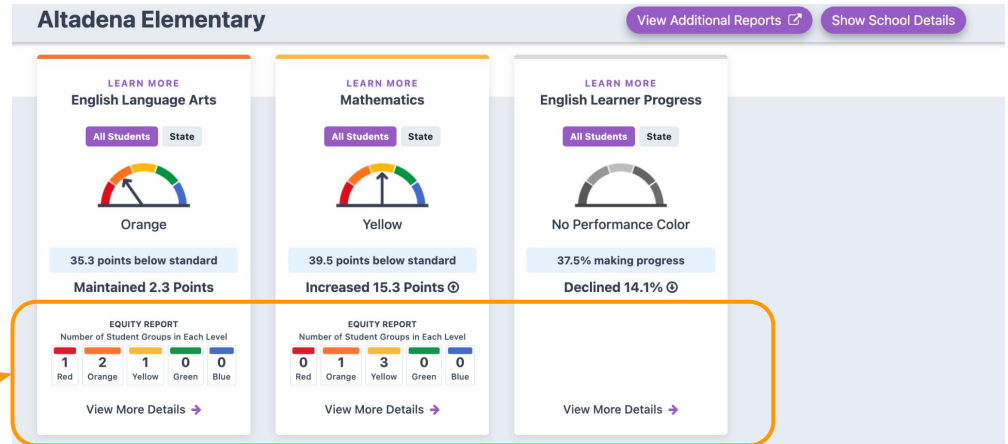 Altadena Elementary
View Additional Reports
Show School Details
LEARN MORE
English Language Arts
All Students State
Orange
35.3 points below standard
Maintained 2.3 Points
EQUITY REPORT
Number of Student Groups in Each Level
1 2 1 0 0
Red Orange Yellow Green Blue
View More Details →
LEARN MORE
Mathematics
All Students State
Yellow
39.5 points below standard
Increased 15.3 Points
EQUITY REPORT
Number of Student Groups in Each Level
0 1 3 0 0
Red Orange Yellow Green Blue
View More Details →
LEARN MORE
English Learner Progress
All Students State
No Performance Color
37.5% making progress
Declined 14.1%
View More Details →